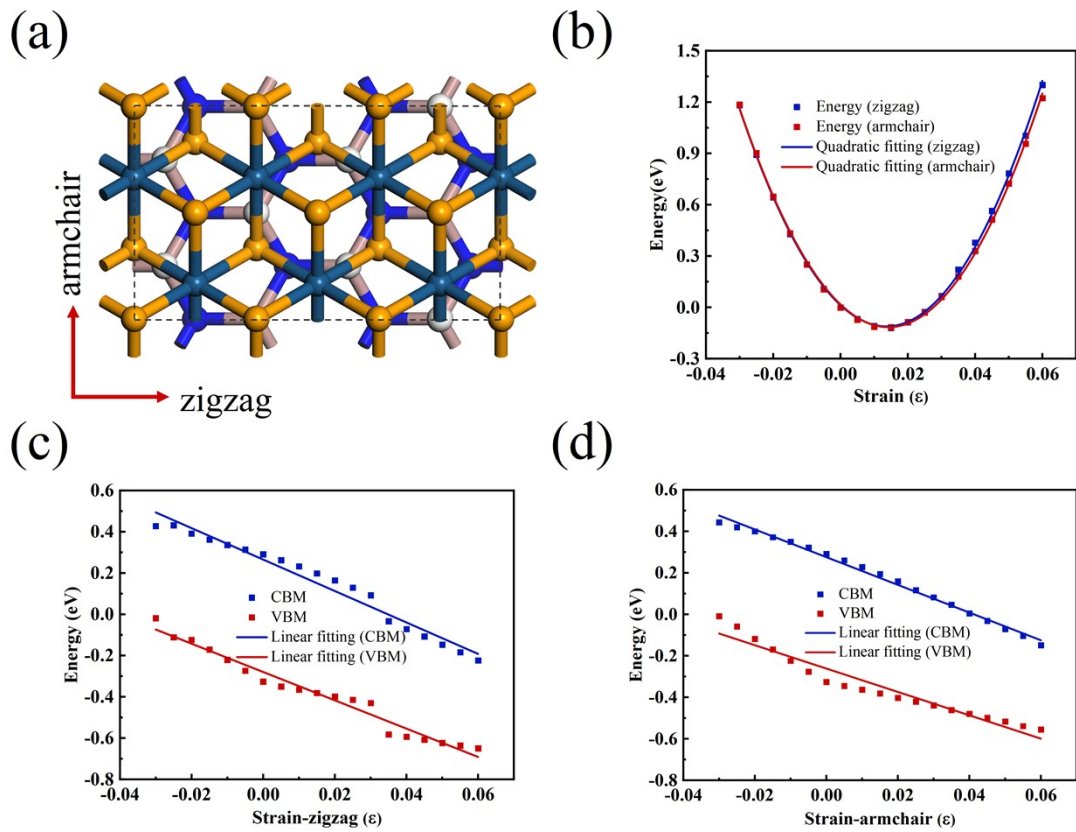 (a)
armchair
zigzag
(b)
1.5
1.2
0.9
0.6
0.3
0.0
-0.3
Energy(eV)
Energy (zigzag)
Energy (armchair)
Quadratic fitting (zigzag)
Quadratic fitting (armchair)
-0.04 -0.02 0.00 0.02 0.04 0.06
Strain (ε)
(c)
0.6
0.4
0.2
0.0
-0.2
-0.4
-0.6
-0.8
Energy (eV)
CBM
VBM
Linear fitting (CBM)
Linear fitting (VBM)
-0.04 -0.02 0.00 0.02 0.04 0.06
Strain-zigzag (ε)
(d)
0.6
0.4
0.2
0.0
-0.2
-0.4
-0.6
-0.8
Energy (eV)
CBM
VBM
Linear fitting (CBM)
Linear fitting (VBM)
-0.04 -0.02 0.00 0.02 0.04 0.06
Strain-armchair (ε)